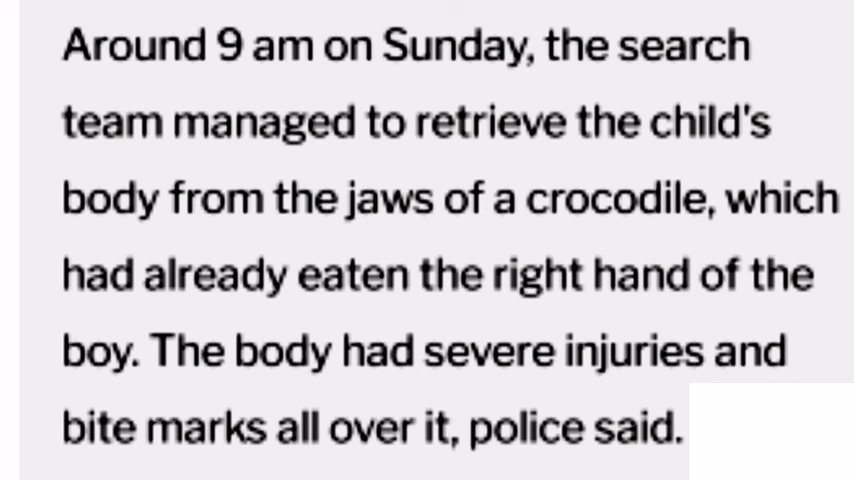 Around 9 am on Sunday, the search
team managed to retrieve the child's
body from the jaws of a crocodile, which
had already eaten the right hand of the
boy. The body had severe injuries and
bite marks all over it, police said.